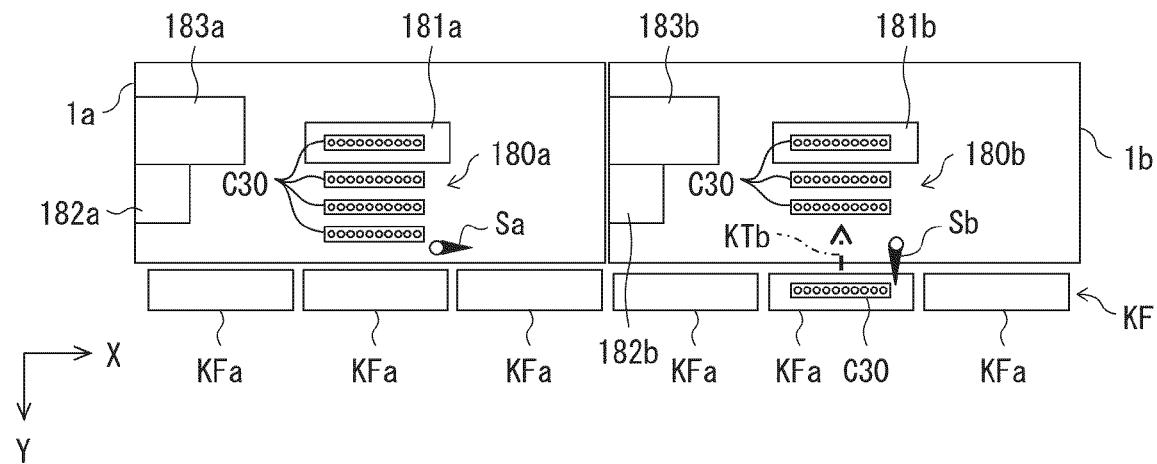 183a 181a 183b 181b
1a
180a 180b 1b
C30 C30
182a Sa KTb Sb
KF
X KFa KFa KFa 182b KFa KFa C30 KFa
Y